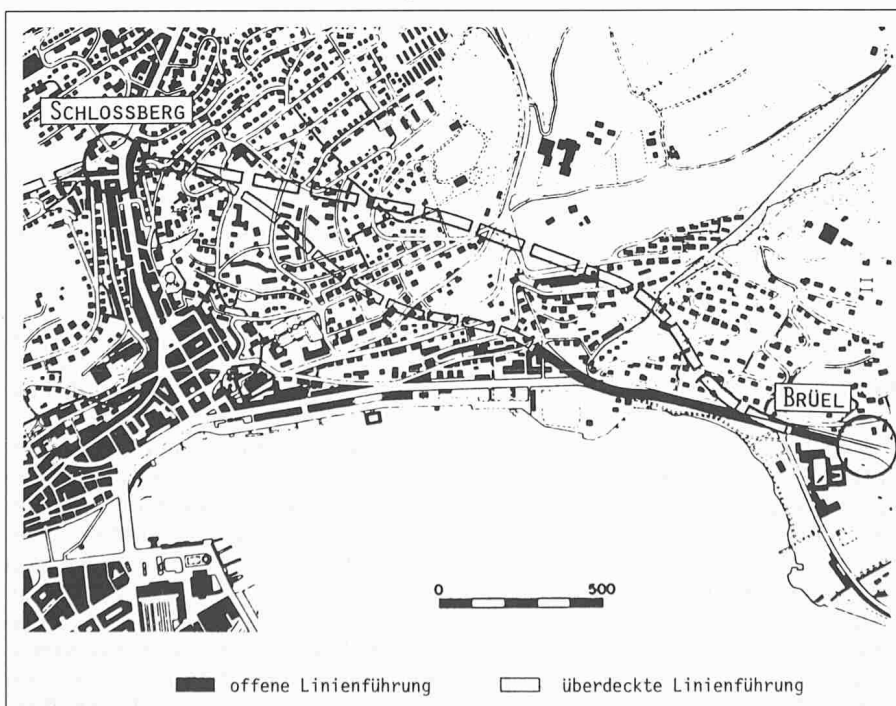 SCHLOSSBERG
BRÜEL
0 500
offene Linienführung überdeckte Linienführung